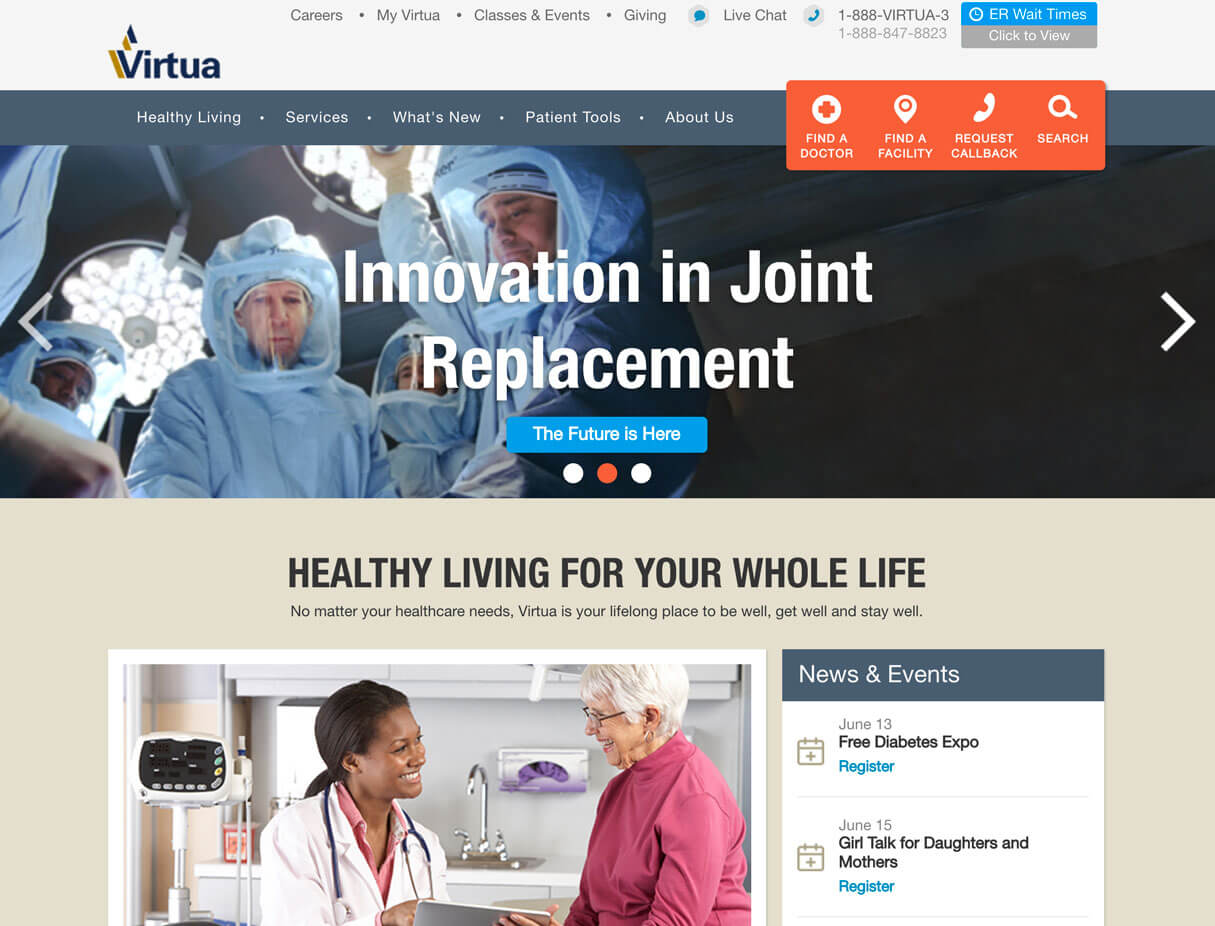 Careers • My Virtua • Classes & Events • Giving Live Chat 1-888-VIRTUA-3
1-888-847-8823
ER Wait Times
Click to View
Virtua
Healthy Living • Services • What's New • Patient Tools • About Us
FIND A
DOCTOR
FIND A
FACILITY
REQUEST
CALLBACK
SEARCH
Innovation in Joint
Replacement
The Future is Here
HEALTHY LIVING FOR YOUR WHOLE LIFE
No matter your healthcare needs, Virtua is your lifelong place to be well, get well and stay well.
News & Events
June 13
Free Diabetes Expo
Register
June 15
Girl Talk for Daughters and
Mothers
Register